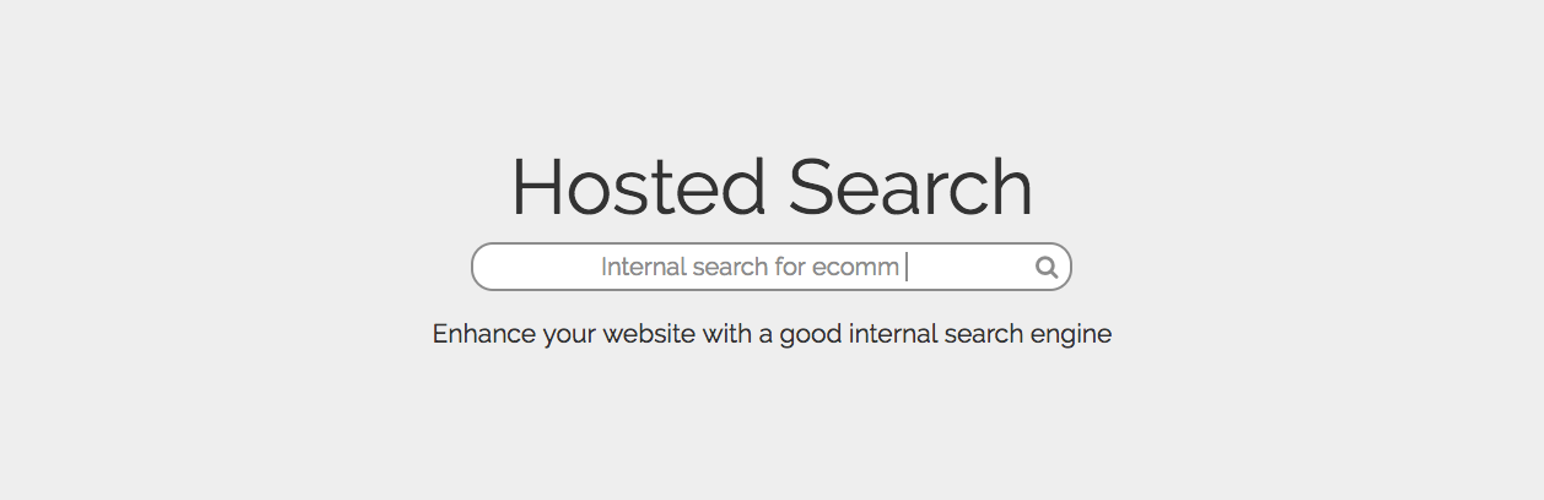 Hosted Search
Internal search for ecomm
Enhance your website with a good internal search engine